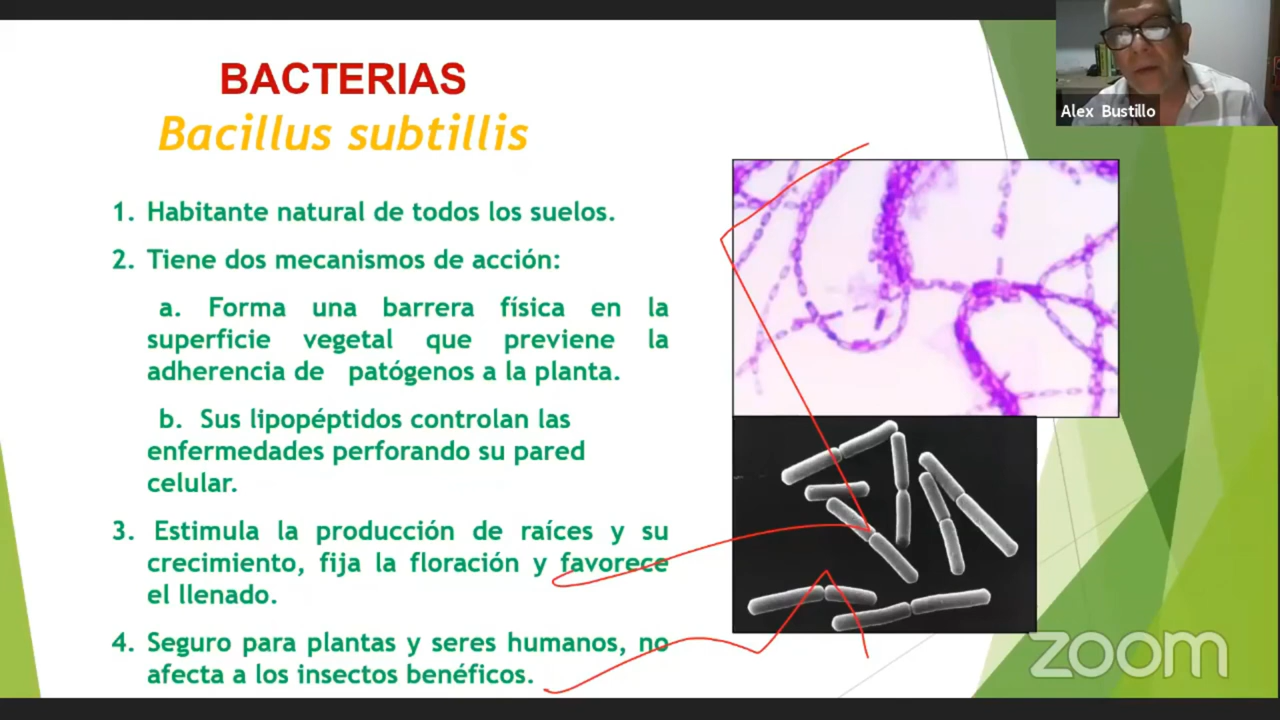 BACTERIAS
Bacillus subtillis
1. Habitante natural de todos los suelos.
2. Tiene dos mecanismos de acción:
a. Forma una barrera física en la
superficie vegetal que previene la
adherencia de patógenos a la planta.
b. Sus lipopéptidos controlan las
enfermedades perforando su pared
celular.
3. Estimula la producción de raíces y su
crecimiento, fija la floración y favorece
el llenado.
4. Seguro para plantas y seres humanos, no
afecta a los insectos benéficos.
Alex Bustillo
zoom